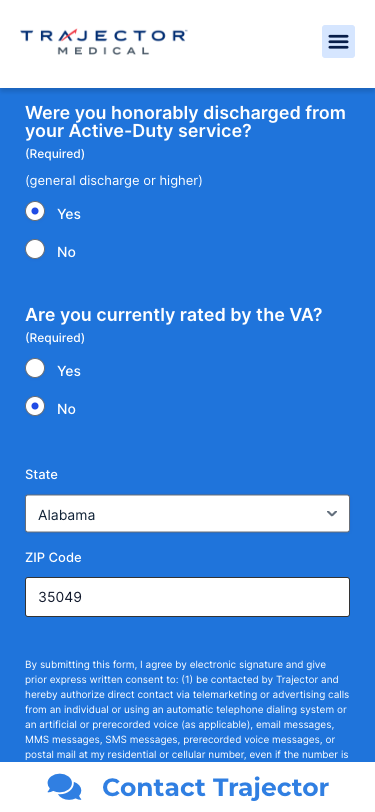 TRAJECTOR
MEDICAL
Were you honorably discharged from
your Active-Duty service?
(Required)
(general discharge or higher)
Yes
No
Are you currently rated by the VA?
(Required)
Yes
No
State
Alabama
ZIP Code
35049
By submitting this form, I agree by electronic signature and give
prior express written consent to: (1) be contacted by Trajector and
hereby authorize direct contact via telemarketing or advertising calls
from an individual or using an automatic telephone dialing system or
an artificial or prerecorded voice (as applicable), email messages,
MMS messages, SMS messages, prerecorded voice messages, or
postal mail at my residential or cellular number, even if the number is
Contact Trajector